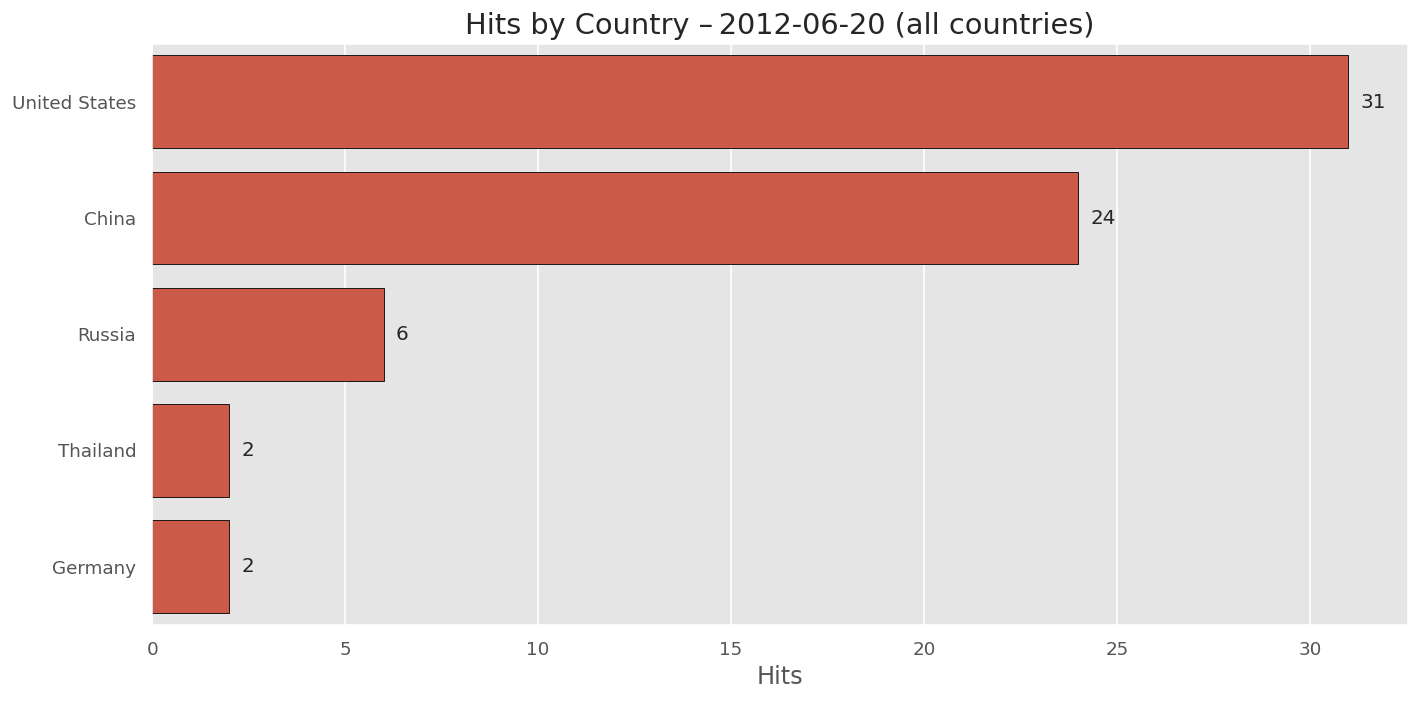 Hits by Country – 2012-06-20 (all countries)
United States 31
China 24
Russia 6
Thailand 2
Germany 2
0 5 10 15 20 25 30
Hits